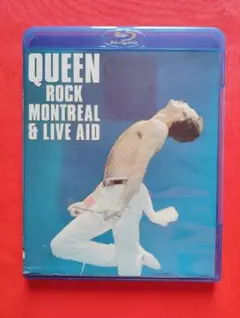 QUEEN
ROCK
MONTREAL
& LIVE AID